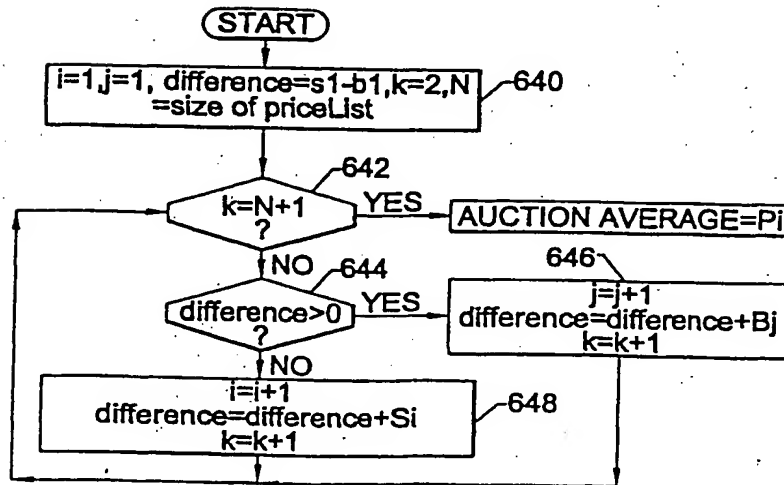 START
i=1,j=1, difference=s1-b1,k=2,N
=size of priceList
640
642
k=N+1
?
YES
AUCTION AVERAGE=Pi
NO
644
646
difference>0
?
YES
j=j+1
difference=difference+Bj
k=k+1
NO
i=i+1
difference=difference+Si
k=k+1
648